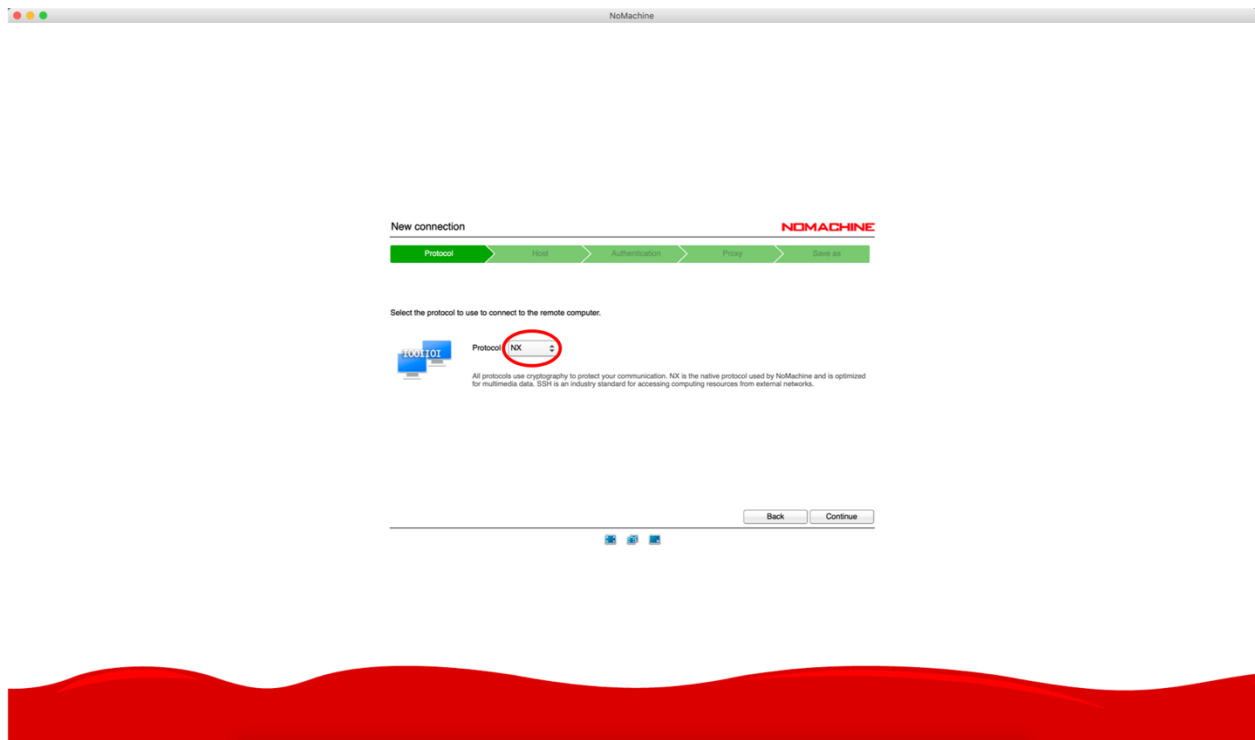 NoMachine
New connection
NOMACHINE
Protocol
Host
Authentication
Proxy
Save as
Select the protocol to use to connect to the remote computer.
Protocol
NX
All protocols use cryptography to protect your communication. NX is the native protocol used by NoMachine and is optimized
for multimedia data. SSH is an industry standard for accessing computing resources from external networks.
Back
Continue